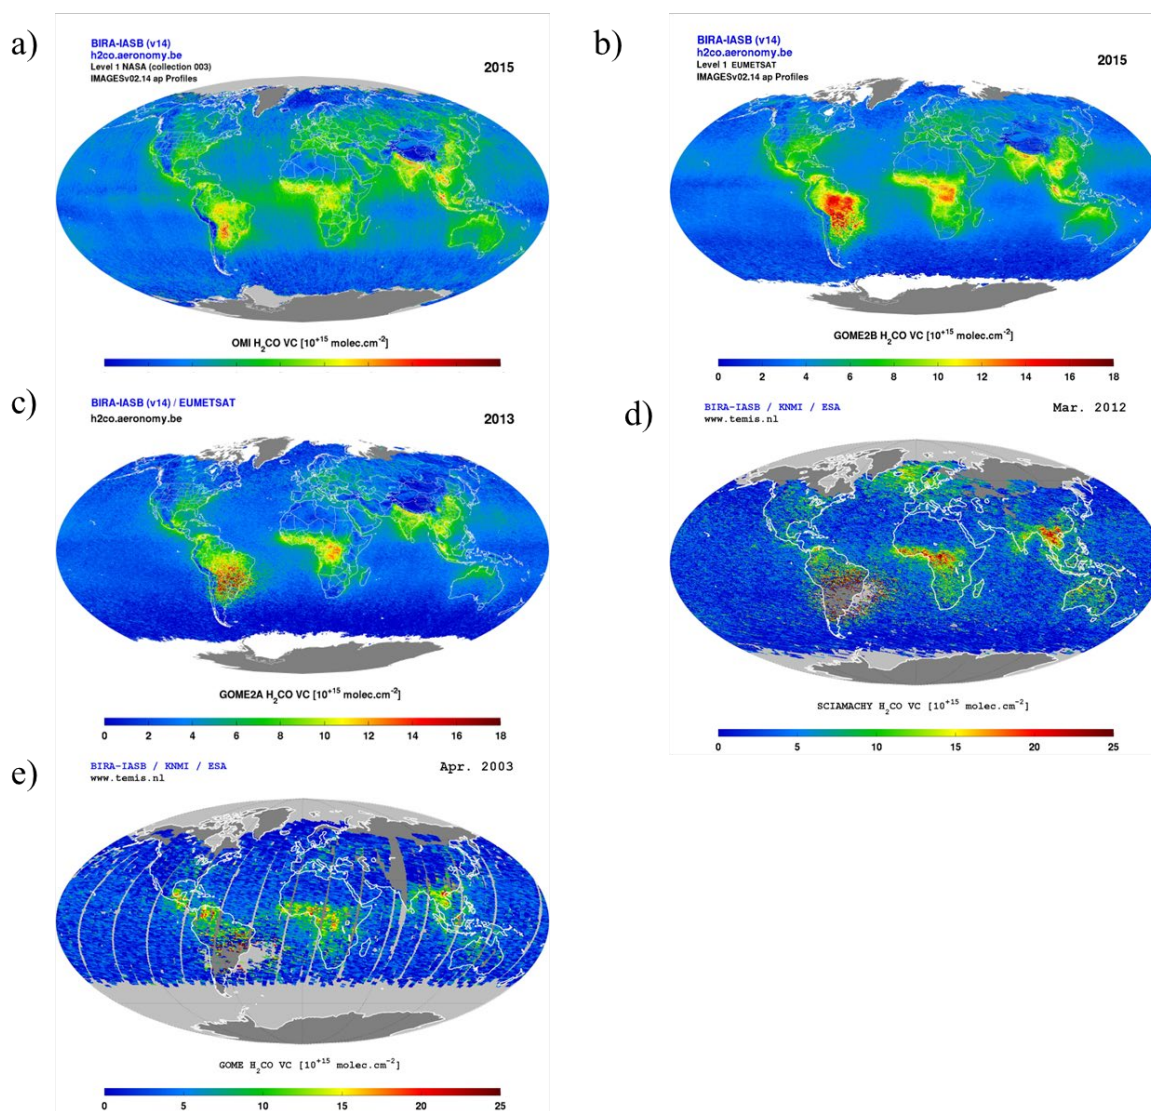 a)
BIRA-IASB (v14)
h2co.aeronomy.be
Level 1 NASA (collection 003)
IMAGESv02.14 ap Profiles
2015
OMI H2CO VC [10+15 molec.cm-2]
b)
BIRA-IASB (v14)
h2co.aeronomy.be
Level 1 EUMETSAT
IMAGESv02.14 ap Profiles
2015
GOME2B H2CO VC [10+15 molec.cm-2]
0 2 4 6 8 10 12 14 16 18
c)
BIRA-IASB (v14) / EUMETSAT
h2co.aeronomy.be
2013
GOME2A H2CO VC [10+15 molec.cm-2]
0 2 4 6 8 10 12 14 16 18
d)
BIRA-IASB / KNMI / ESA
www.temis.nl
Mar. 2012
SCIAMACHY H2CO VC [10+15 molec.cm-2]
0 5 10 15 20 25
e)
BIRA-IASB / KNMI / ESA
www.temis.nl
Apr. 2003
GOME H2CO VC [10+15 molec.cm-2]
0 5 10 15 20 25